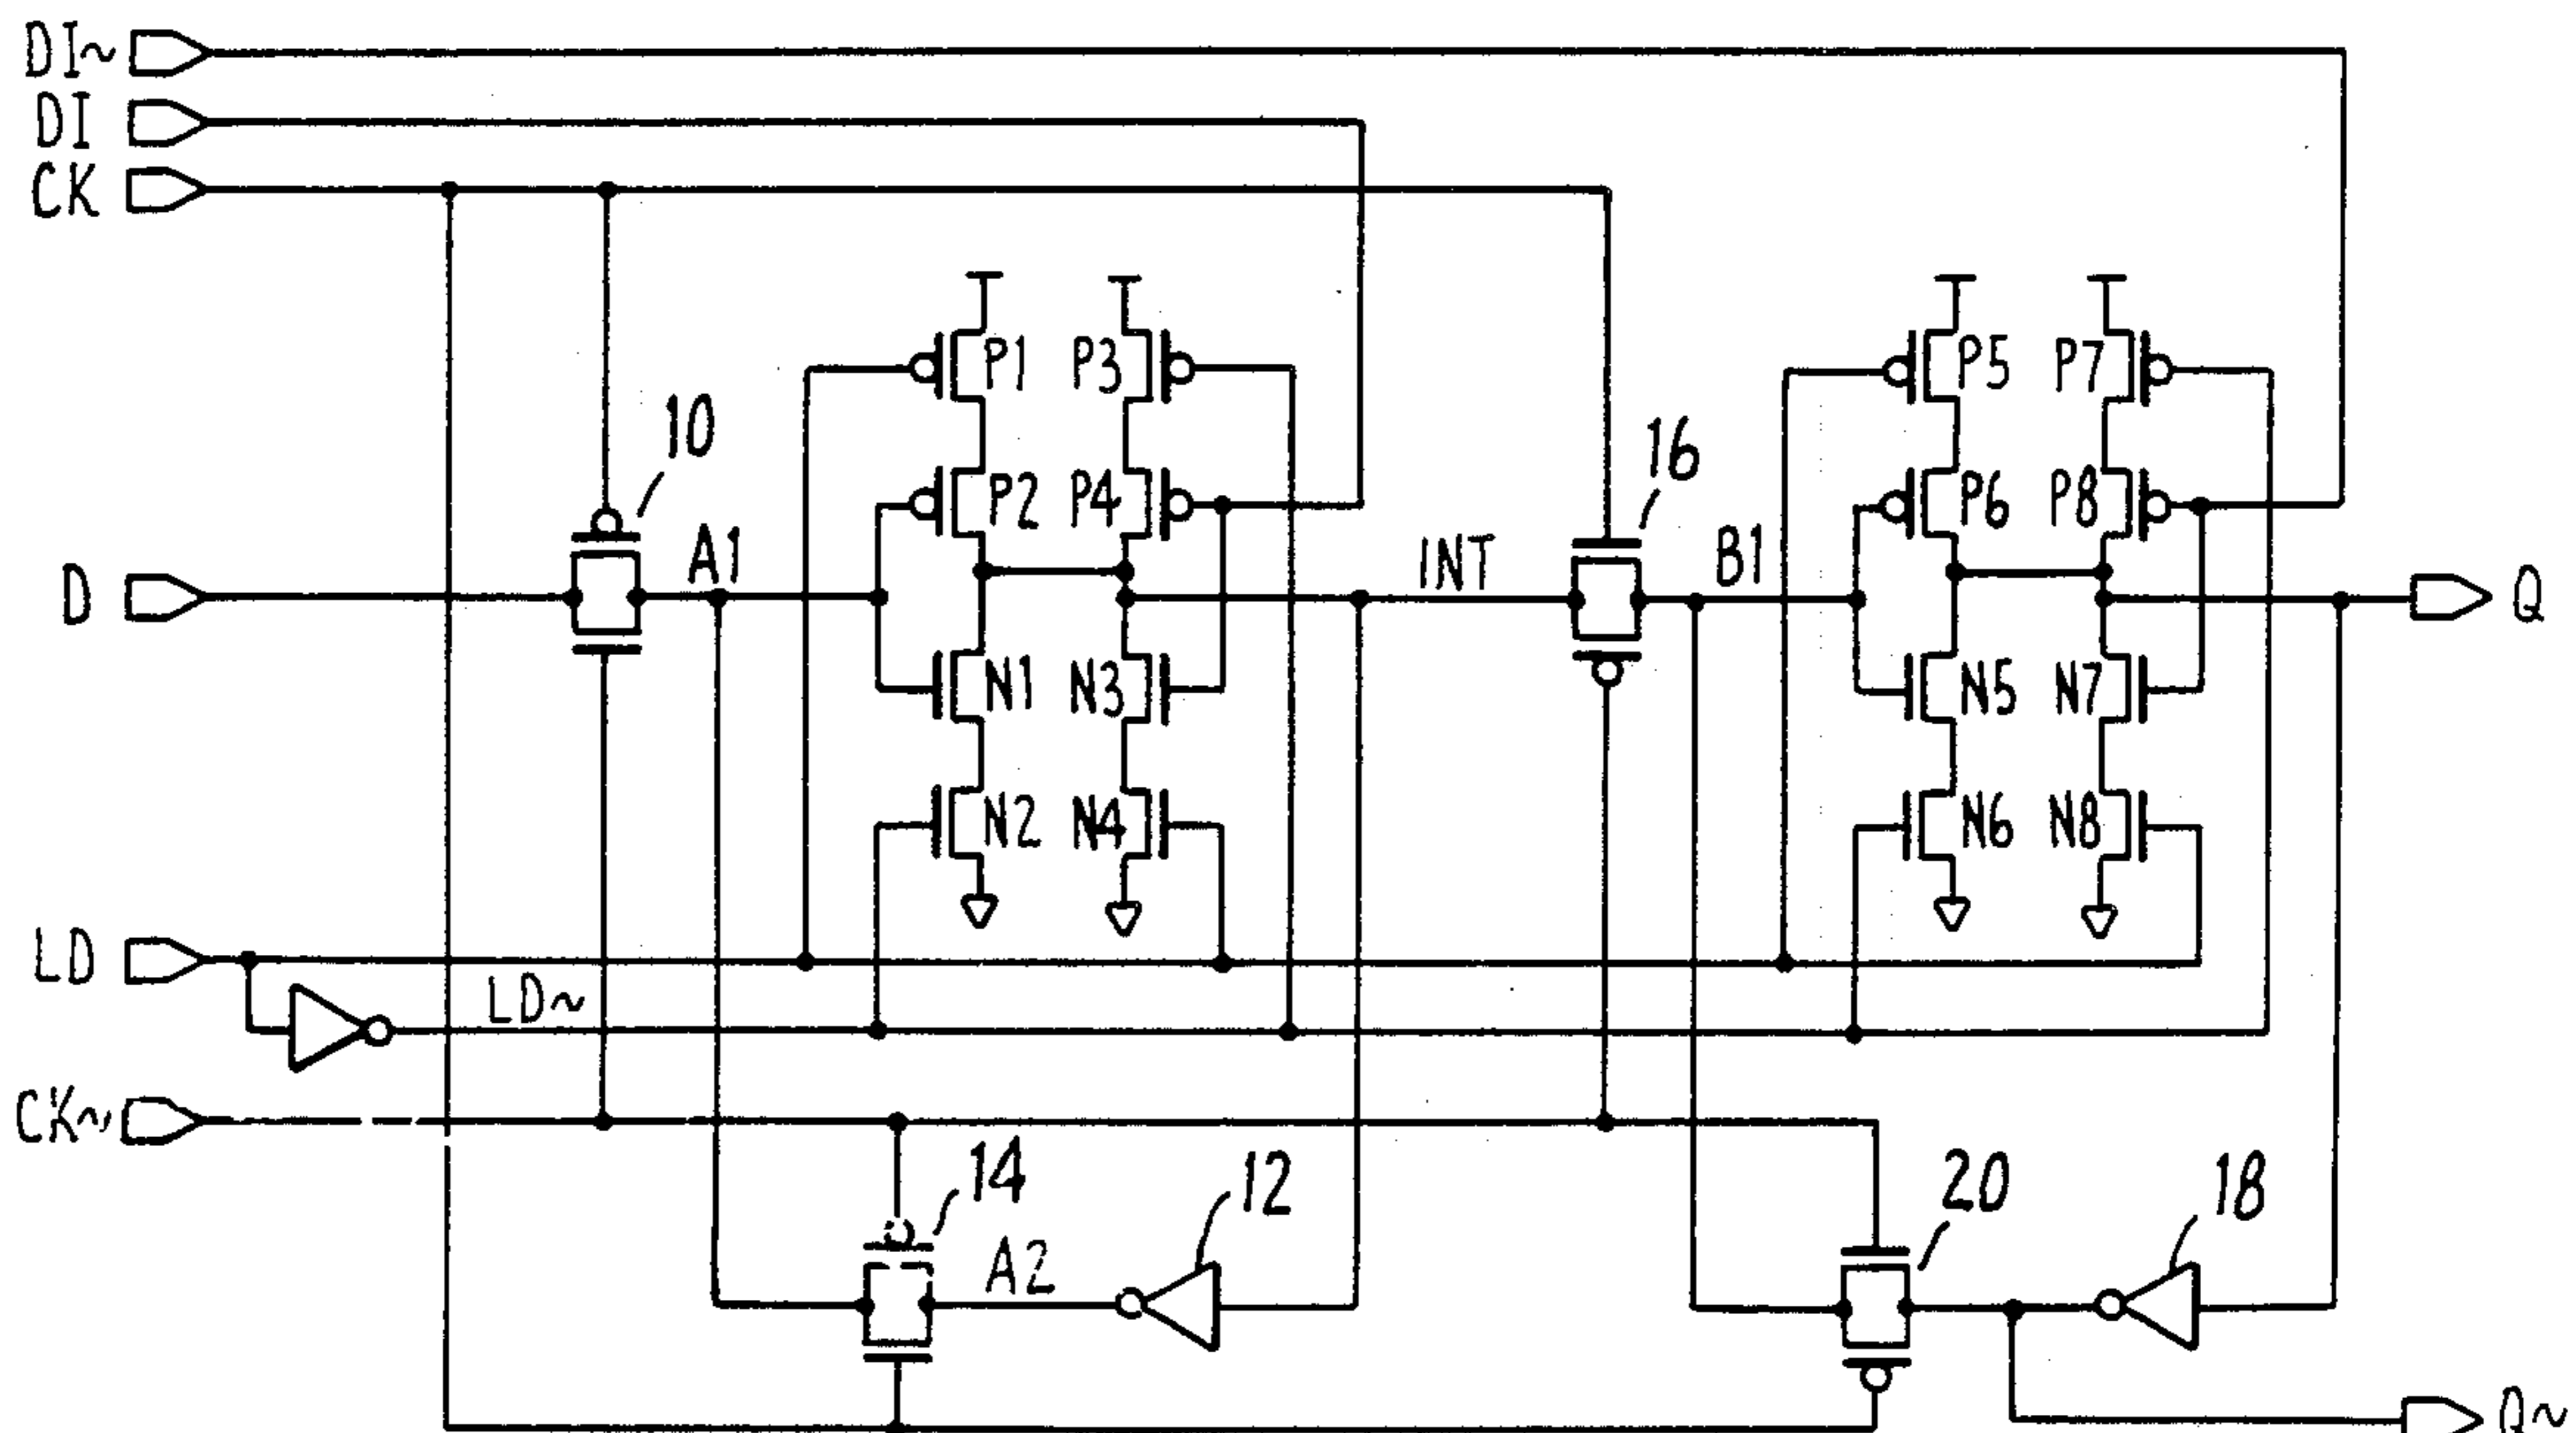 DI~
DI
CK
P1
P3
P5
P7
10
16
P2
P4
P6
P8
A1
INT
B1
D
Q
N1
N3
N5
N7
N2
N4
N6
N8
LD
LD~
CK~
14
12
20
18
A2
Q~